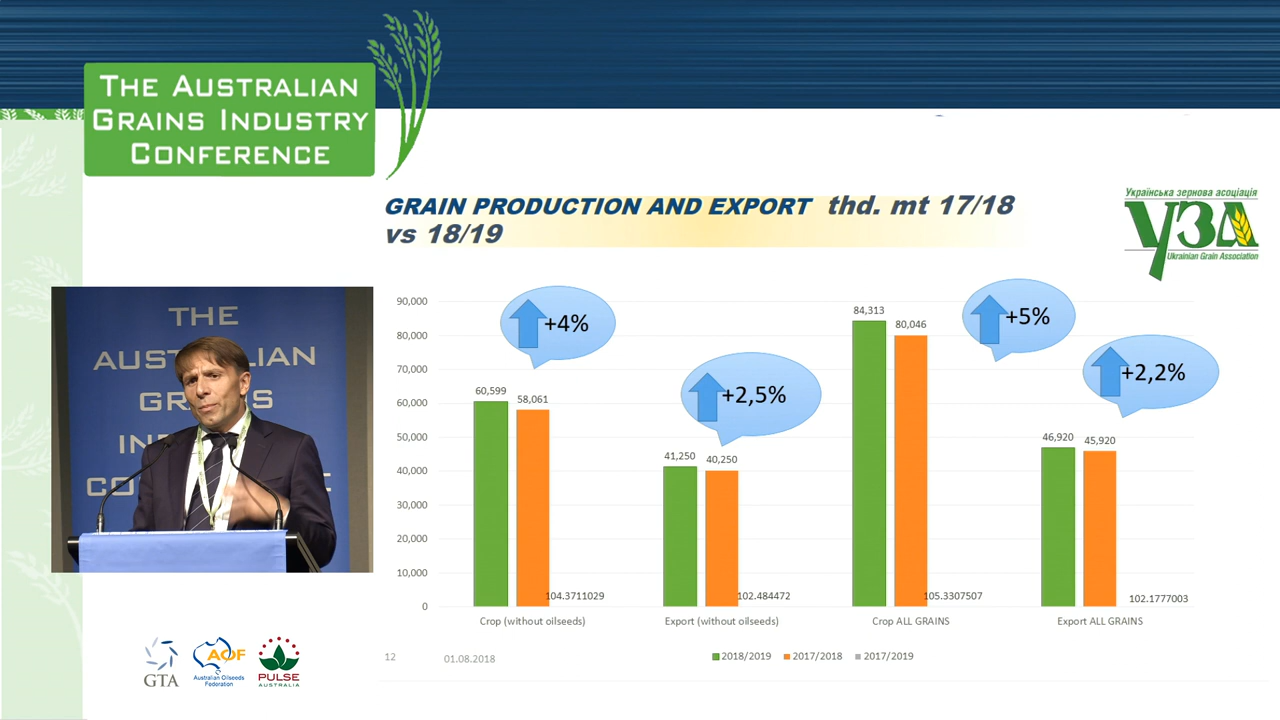 THE AUSTRALIAN
GRAINS INDUSTRY
CONFERENCE
GRAIN PRODUCTION AND EXPORT thd. mt 17/18
vs 18/19
Українська зернова асоціація
УЗА
Ukrainian Grain Association
THE
AUSTRALIAN
GR S
IN
CO E
90,000
80,000
70,000
60,000
50,000
40,000
30,000
20,000
10,000
0
+4%
+2,5%
+5%
+2,2%
60,599
58,061
104.3711029
41,250
40,250
102.484472
84,313
80,046
105.3307507
46,920
45,920
102.1777003
Crop (without oilseeds)
Export (without oilseeds)
Crop ALL GRAINS
Export ALL GRAINS
2018/2019
2017/2018
2017/2019
12
01.08.2018
GTA
AOF
Australian Oilseeds
Federation
PULSE
AUSTRALIA